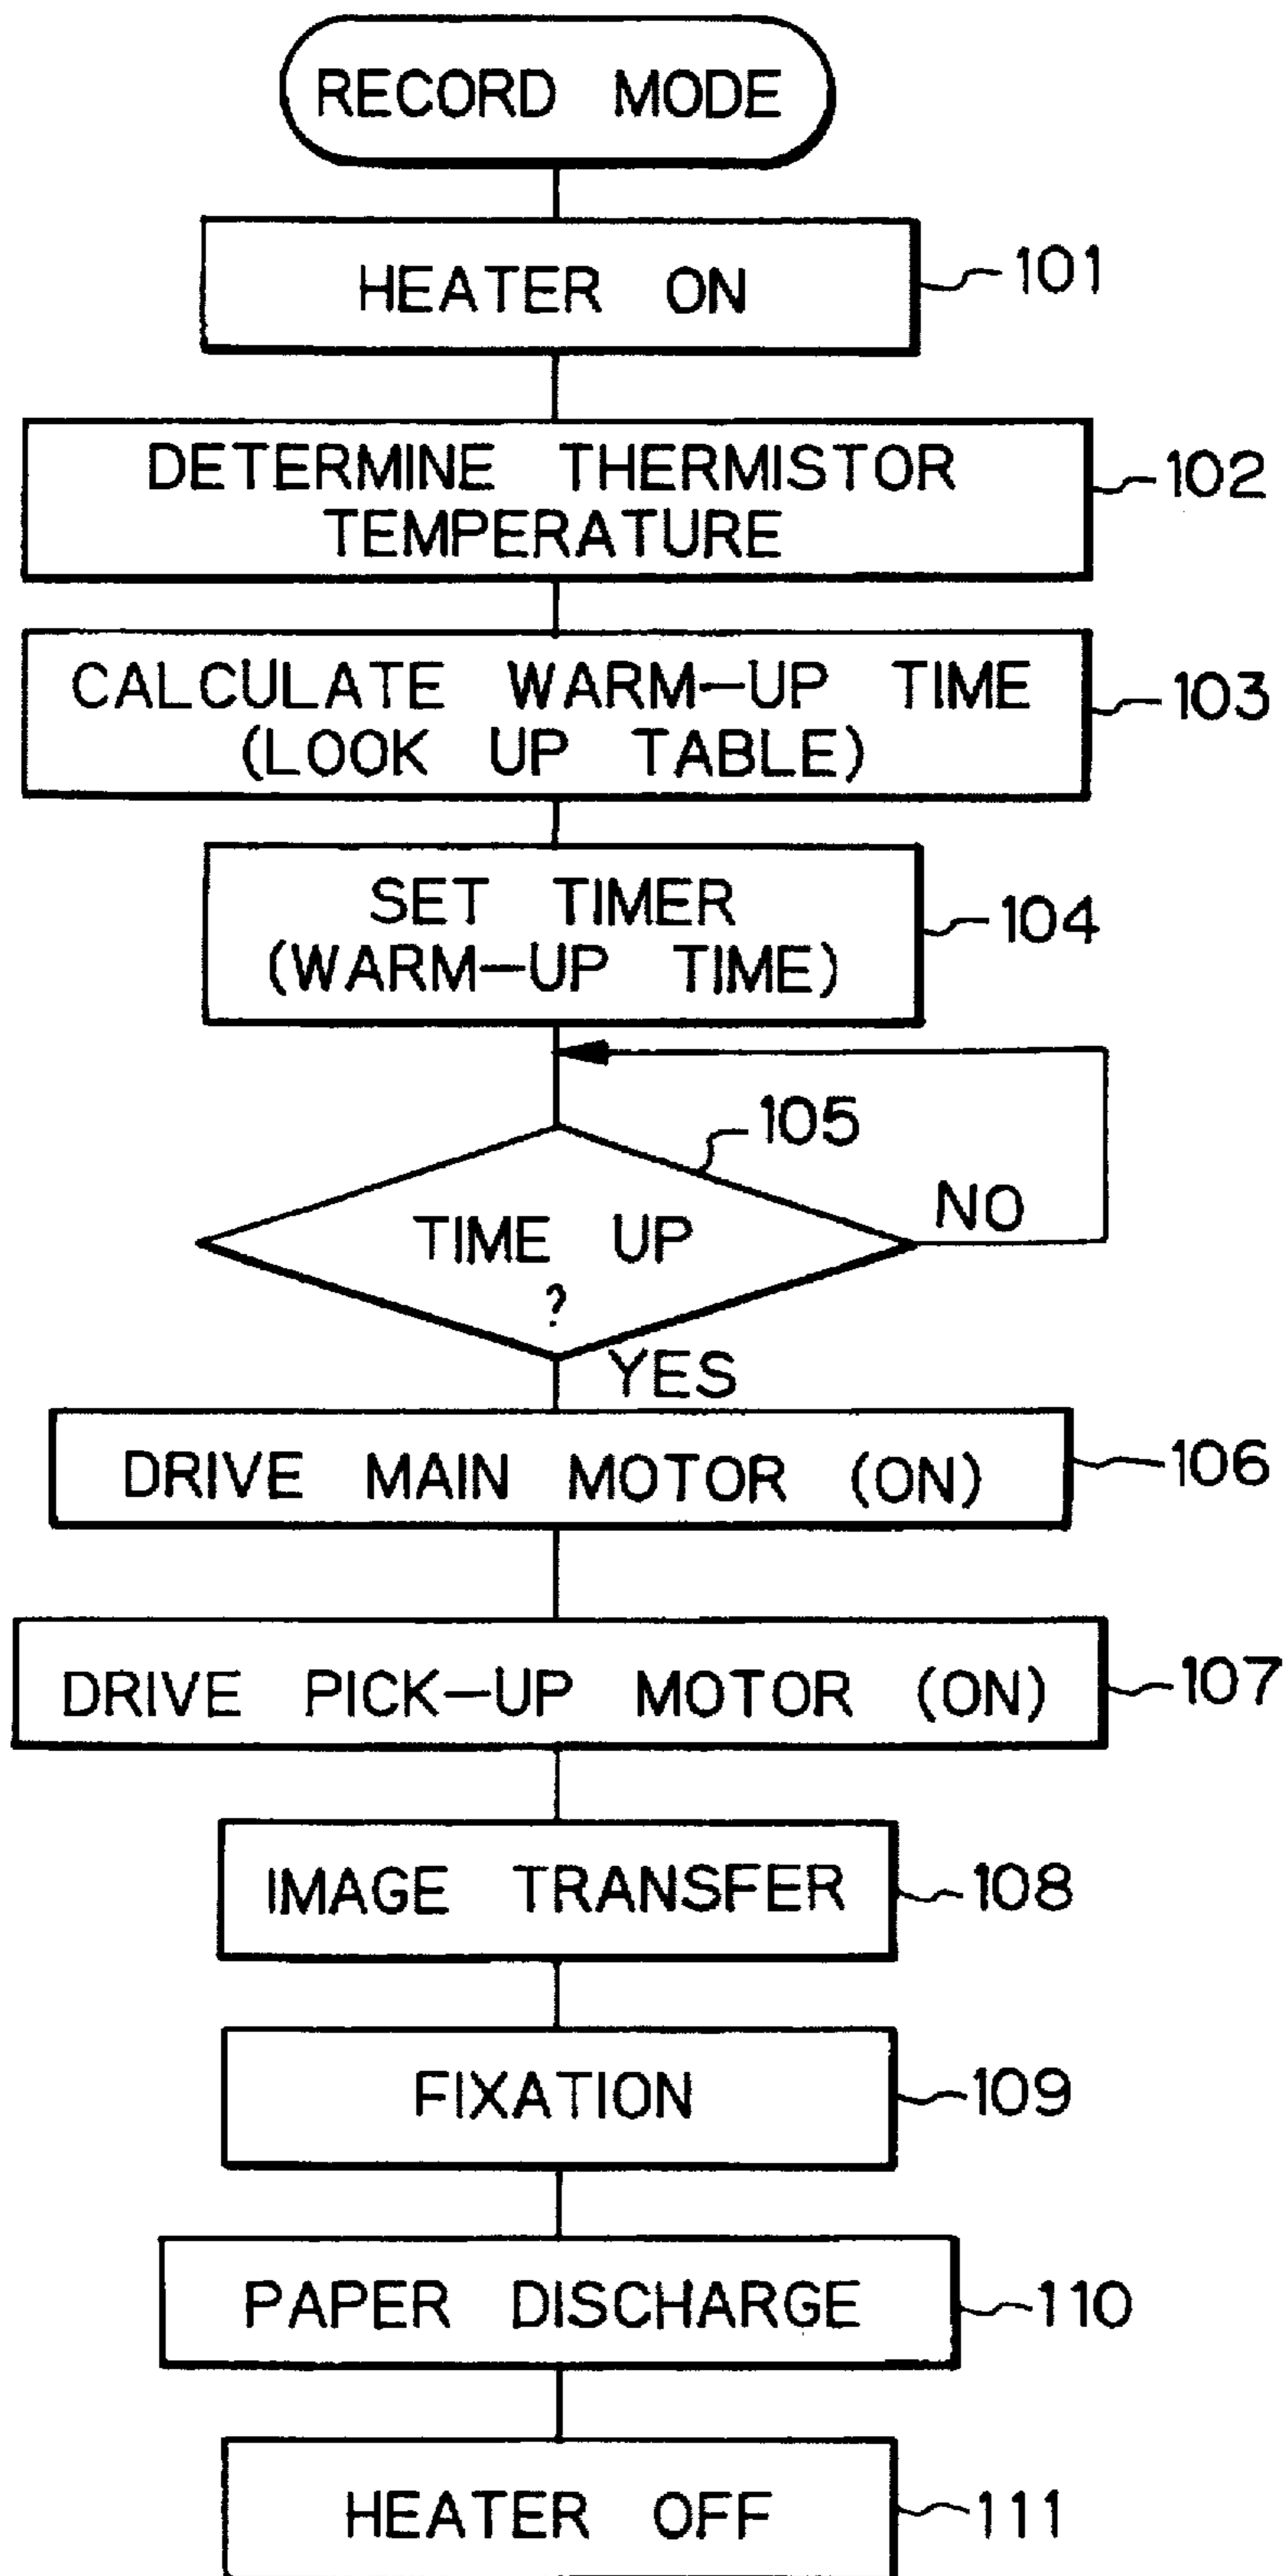 RECORD MODE
HEATER ON
101
DETERMINE THERMISTOR
TEMPERATURE
102
CALCULATE WARM-UP TIME
(LOOK UP TABLE)
103
SET TIMER
(WARM-UP TIME)
104
105
TIME UP
?
NO
YES
DRIVE MAIN MOTOR (ON)
106
DRIVE PICK-UP MOTOR (ON)
107
IMAGE TRANSFER
108
FIXATION
109
PAPER DISCHARGE
110
HEATER OFF
111